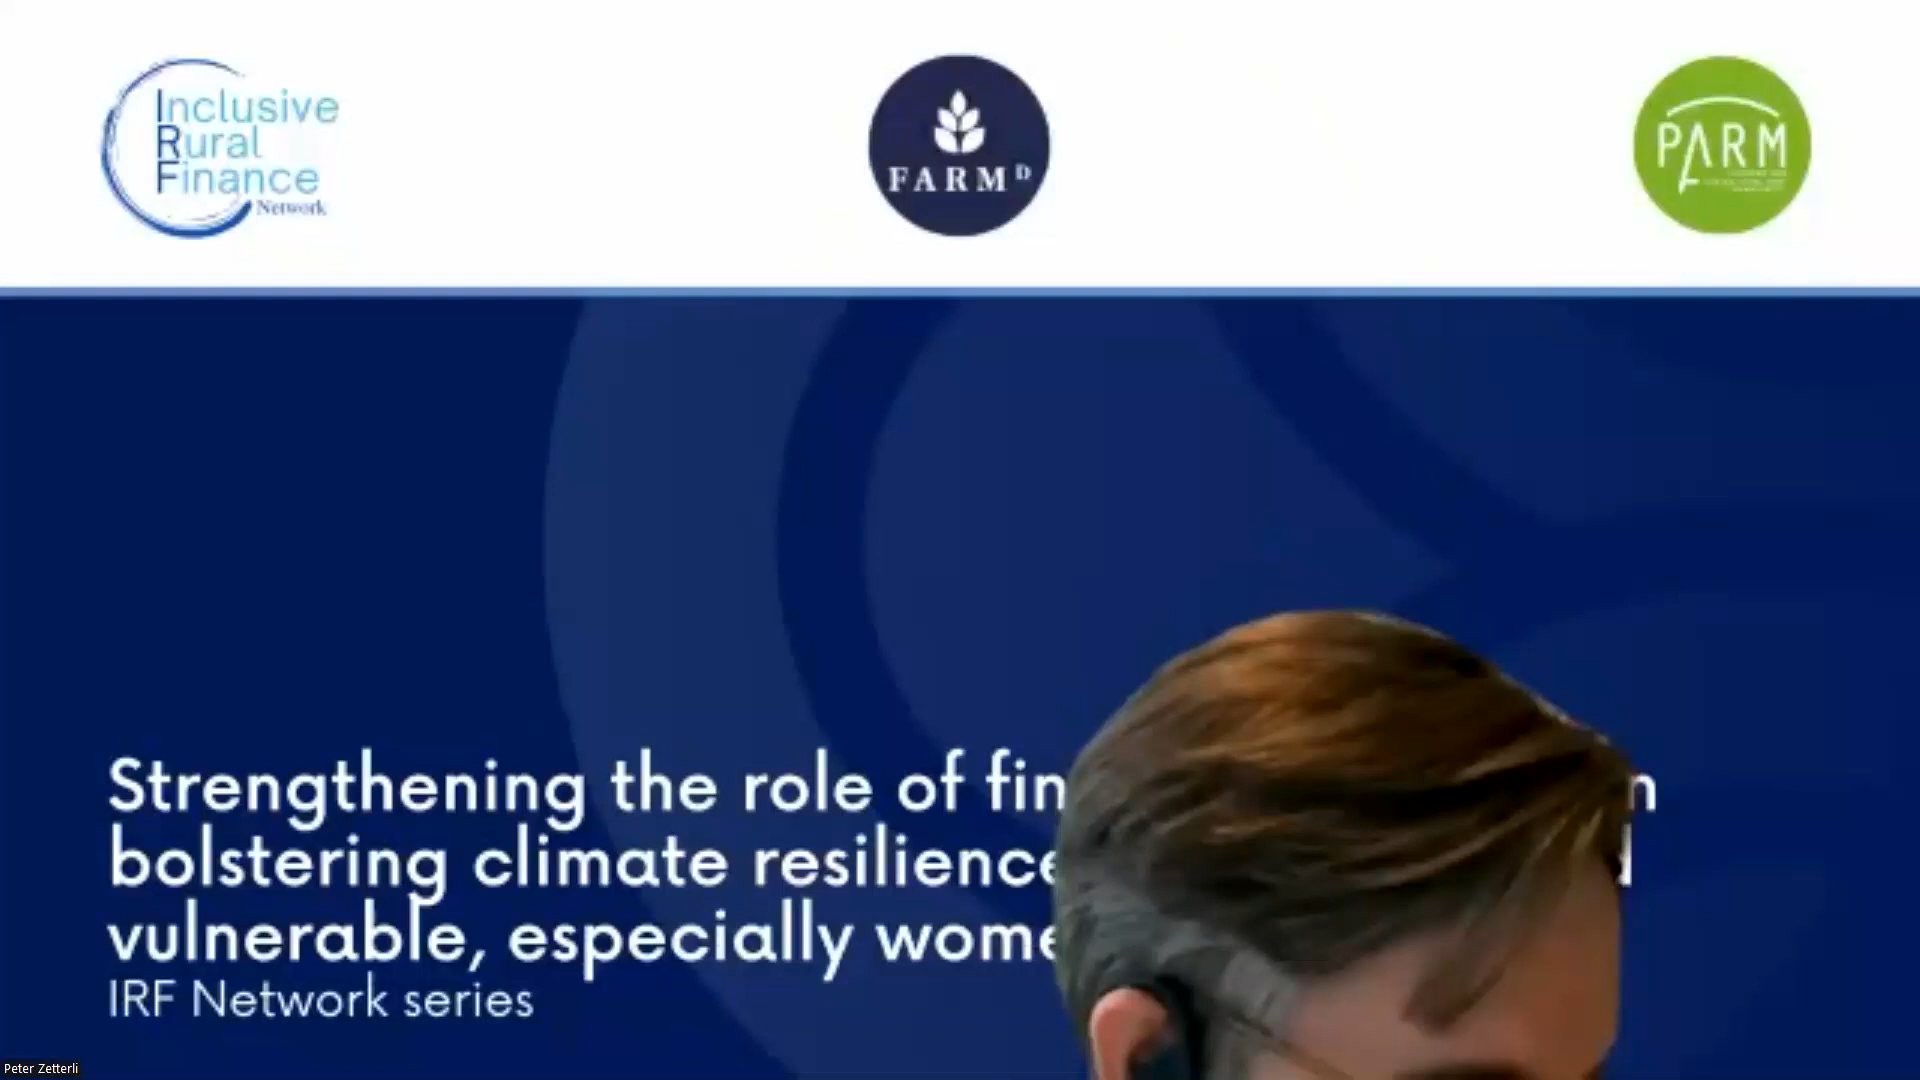 Inclusive
Rural
Finance
Network
FARM D
PARM
Strengthening the role of fin
bolstering climate resilience
vulnerable, especially wome
IRF Network series
Peter Zetterli